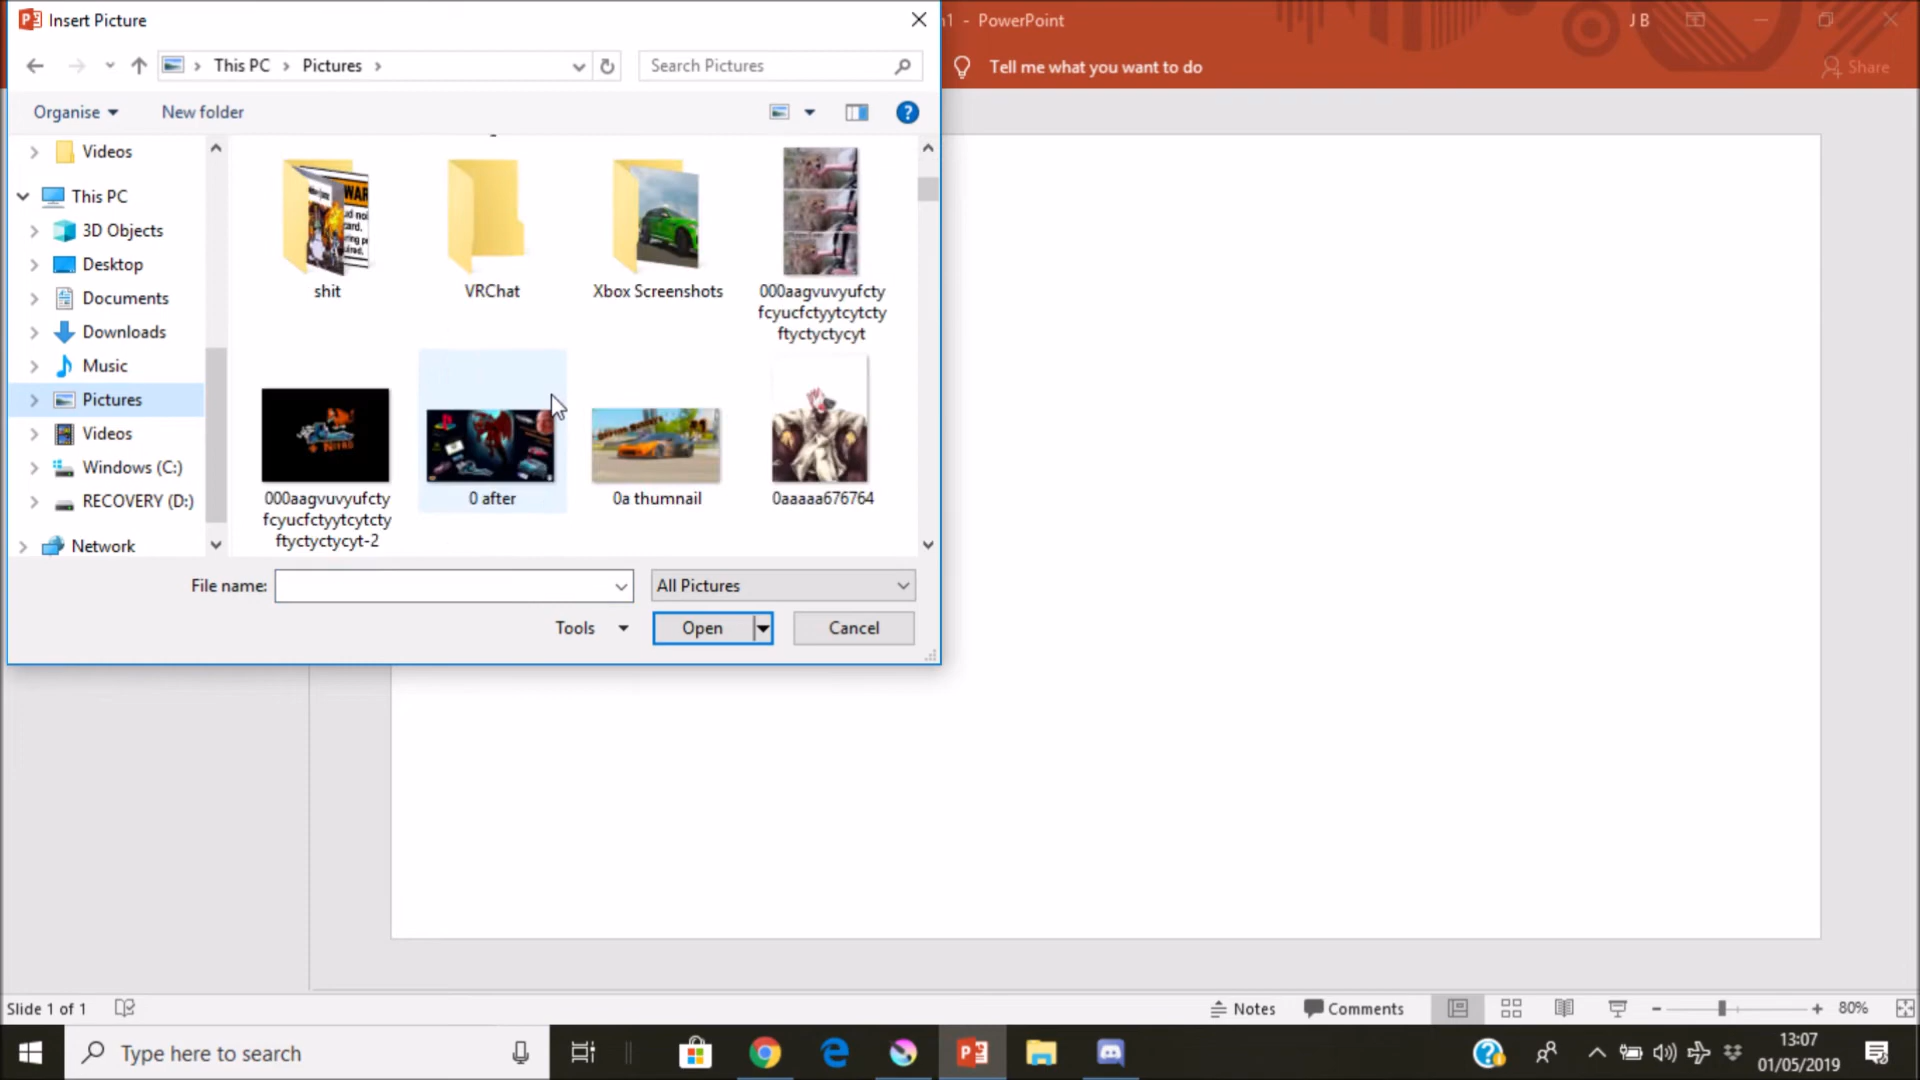 Insert Picture
n1 - PowerPoint
J B
This PC > Pictures >
Search Pictures
Tell me what you want to do
Share
Organise
New folder
Videos
This PC
3D Objects
Desktop
Documents
Downloads
Music
Pictures
Videos
Windows (C:)
RECOVERY (D:)
Network
shit
VRChat
Xbox Screenshots
000aagvuvyufcty
fcyucfctyytcytcty
ftyctyctycyt
000aagvuvyufcty
fcyucfctyytcytcty
ftyctyctycyt-2
0 after
0a thumnail
0aaaaa676764
File name:
All Pictures
Tools
Open
Cancel
Slide 1 of 1
Notes
Comments
80%
Type here to search
13:07
01/05/2019